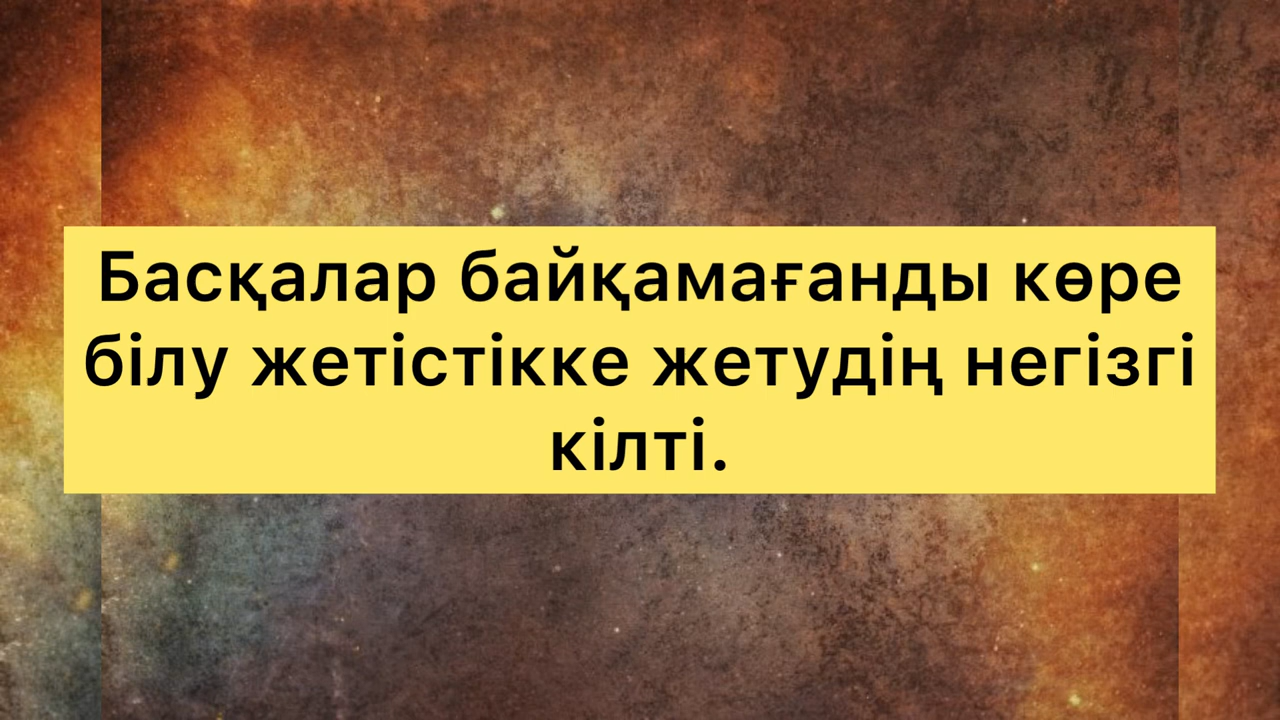 Басқалар байқамағанды көре
білу жетістікке жетудің негізгі
кілті.